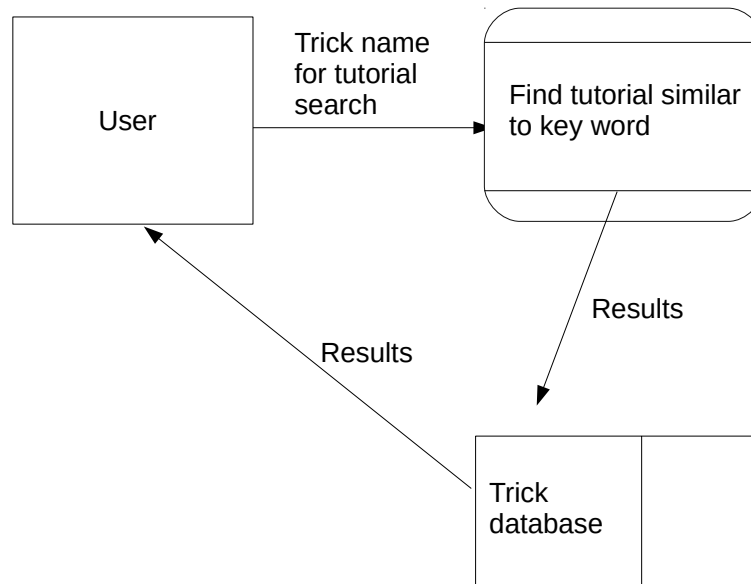 User
Trick name
for tutorial
search
Find tutorial similar
to key word
Results
Results
Trick
database